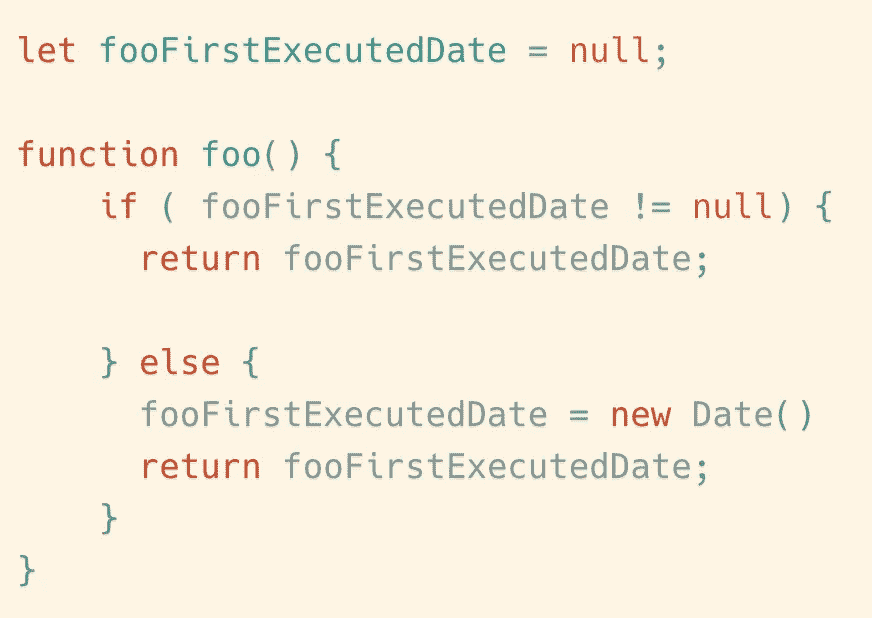 let fooFirstExecutedDate = null;
function foo() {
if ( fooFirstExecutedDate != null) {
return fooFirstExecutedDate;
} else {
fooFirstExecutedDate = new Date()
return fooFirstExecutedDate;
}
}